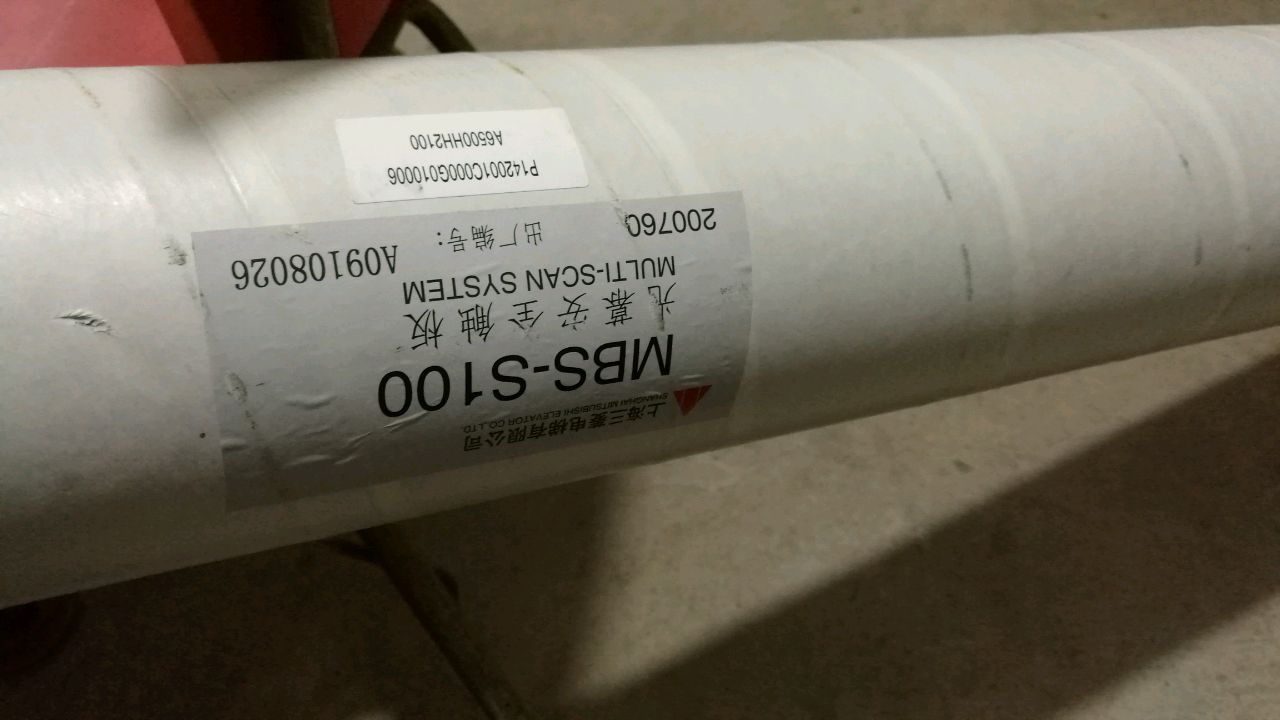 上海三菱电梯有限公司
SHANGHAI MITSUBISHI ELEVATOR CO.,LTD.
MBS-S100
光幕安全触板
MULTI-SCAN SYSTEM
200760 出厂编号: A09108026
P142001C000G010006
A6500HH2100